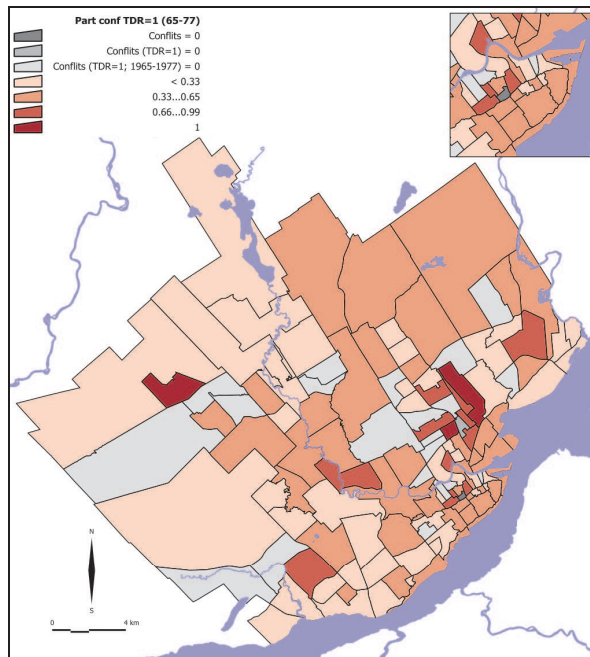 Part conf TDR=1 (65-77)
Conflits = 0
Conflits (TDR=1) = 0
Conflits (TDR=1; 1965-1977) = 0
< 0.33
0.33...0.65
0.66...0.99
1
N
S
0 4 km